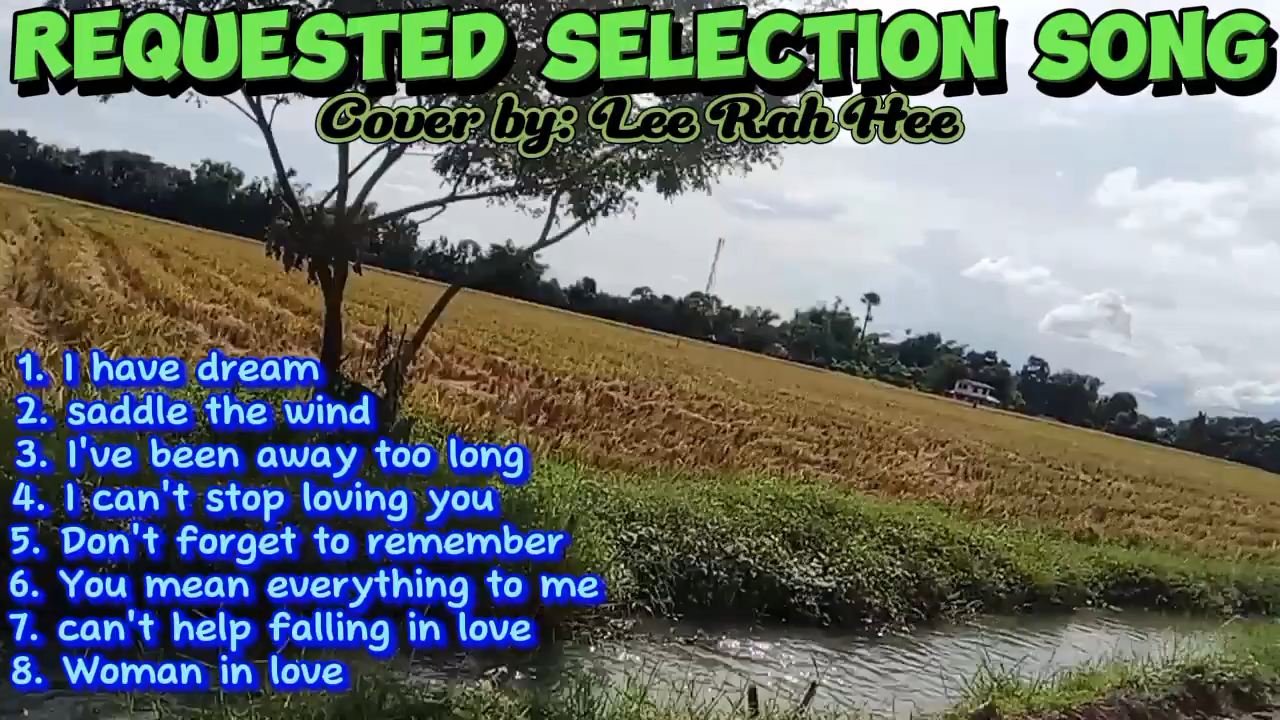 REQUESTED SELECTION SONG
Cover by: Lee Rah Hee
1. I have dream
2. saddle the wind
3. I've been away too long
4. I can't stop loving you
5. Don't forget to remember
6. You mean everything to me
7. can't help falling in love
8. Woman in love